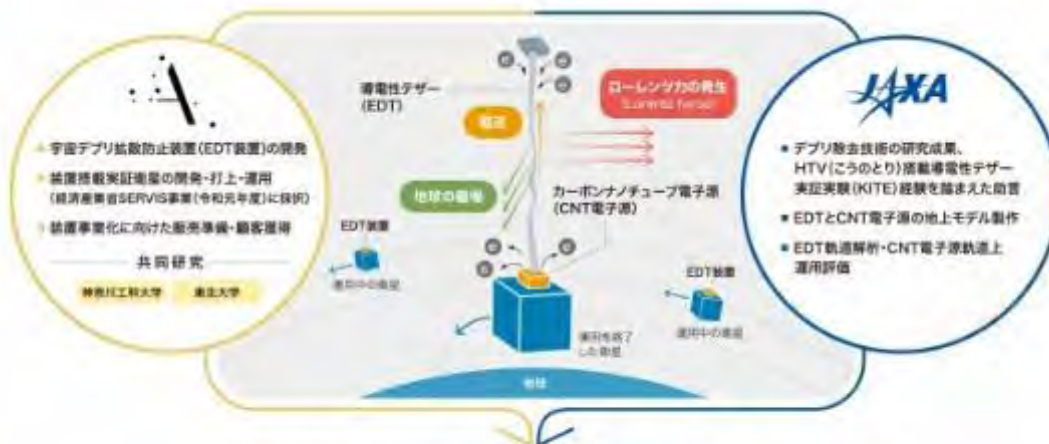 宇宙デブリ拡散防止装置(EDT装置)の開発
装置搭載実証衛星の開発・打上・運用
(経済産業省SERVIS事業(令和元年度)に採択)
装置事業化に向けた販売準備・顧客獲得
共同研究
神奈川工科大学
東北大学
導電性テザー
(EDT)
電流
ローレンツ力の発生
(Lorentz force)
地球の磁場
カーボンナノチューブ電子源
(CNT電子源)
EDT装置
運用中の衛星
EDT装置
運用中の衛星
運用を終了
した衛星
地球
JAXA
デブリ除去技術の研究成果、
HTV(こうのとり)搭載導電性テザー
実証実験(KITE)経験を踏まえた助言
EDTとCNT電子源の地上モデル製作
EDT軌道解析・CNT電子源軌道上
運用評価